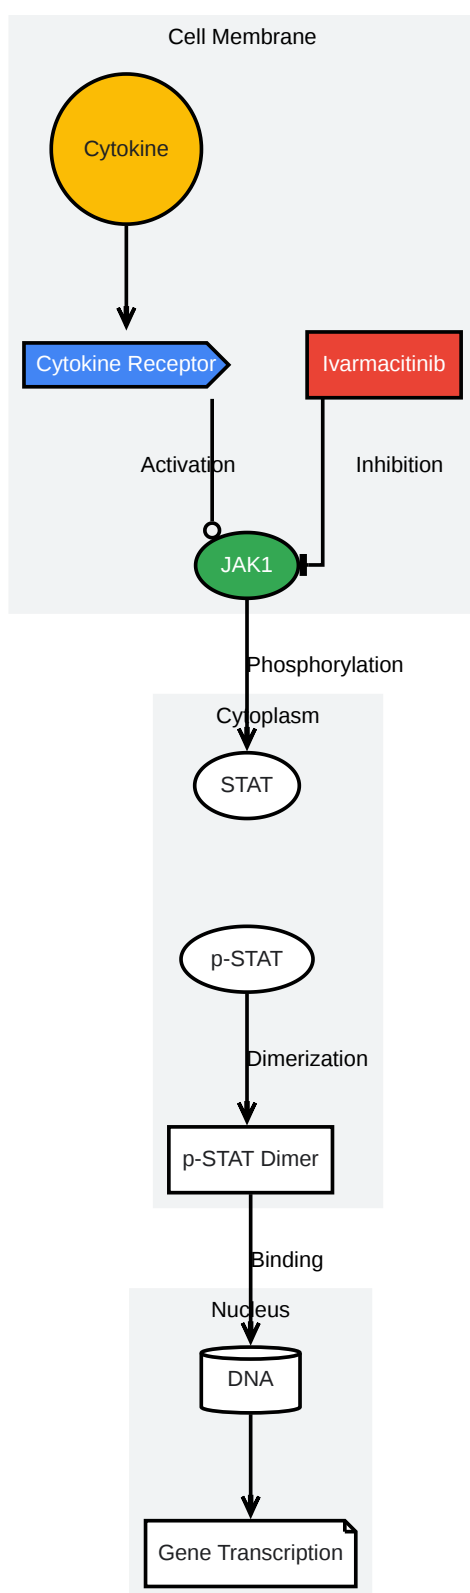 Cell Membrane
Cytokine
Cytokine Receptor
Ivarmacitinib
Activation
Inhibition
JAK1
Phosphorylation
Cytoplasm
STAT
p-STAT
Dimerization
p-STAT Dimer
Binding
Nucleus
DNA
Gene Transcription